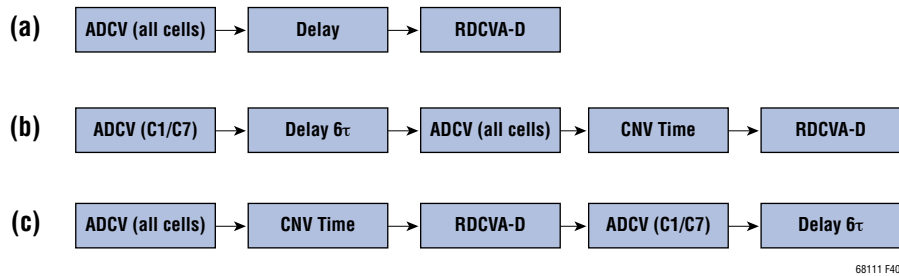 (a) ADCV (all cells) Delay RDCVA-D
(b) ADCV (C1/C7) Delay 6τ ADCV (all cells) CNV Time RDCVA-D
(c) ADCV (all cells) CNV Time RDCVA-D ADCV (C1/C7) Delay 6τ
68111 F40